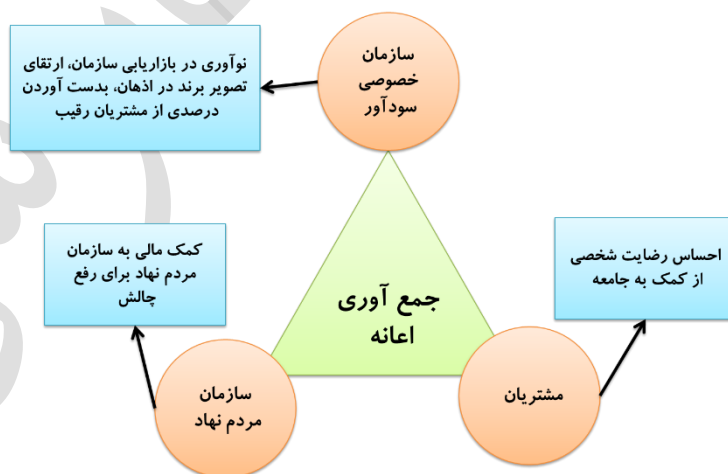 سازمان
خصوصی
سودآور
نوآوری در بازاریابی سازمان، ارتقای
تصویر برند در اذهان، بدست آوردن
درصدی از مشتریان رقیب
احساس رضایت شخصی
از کمک به جامعه
کمک مالی به سازمان
مردم نهاد برای رفع
چالش
جمع آوری
اعانه
مشتریان
سازمان
مردم نهاد